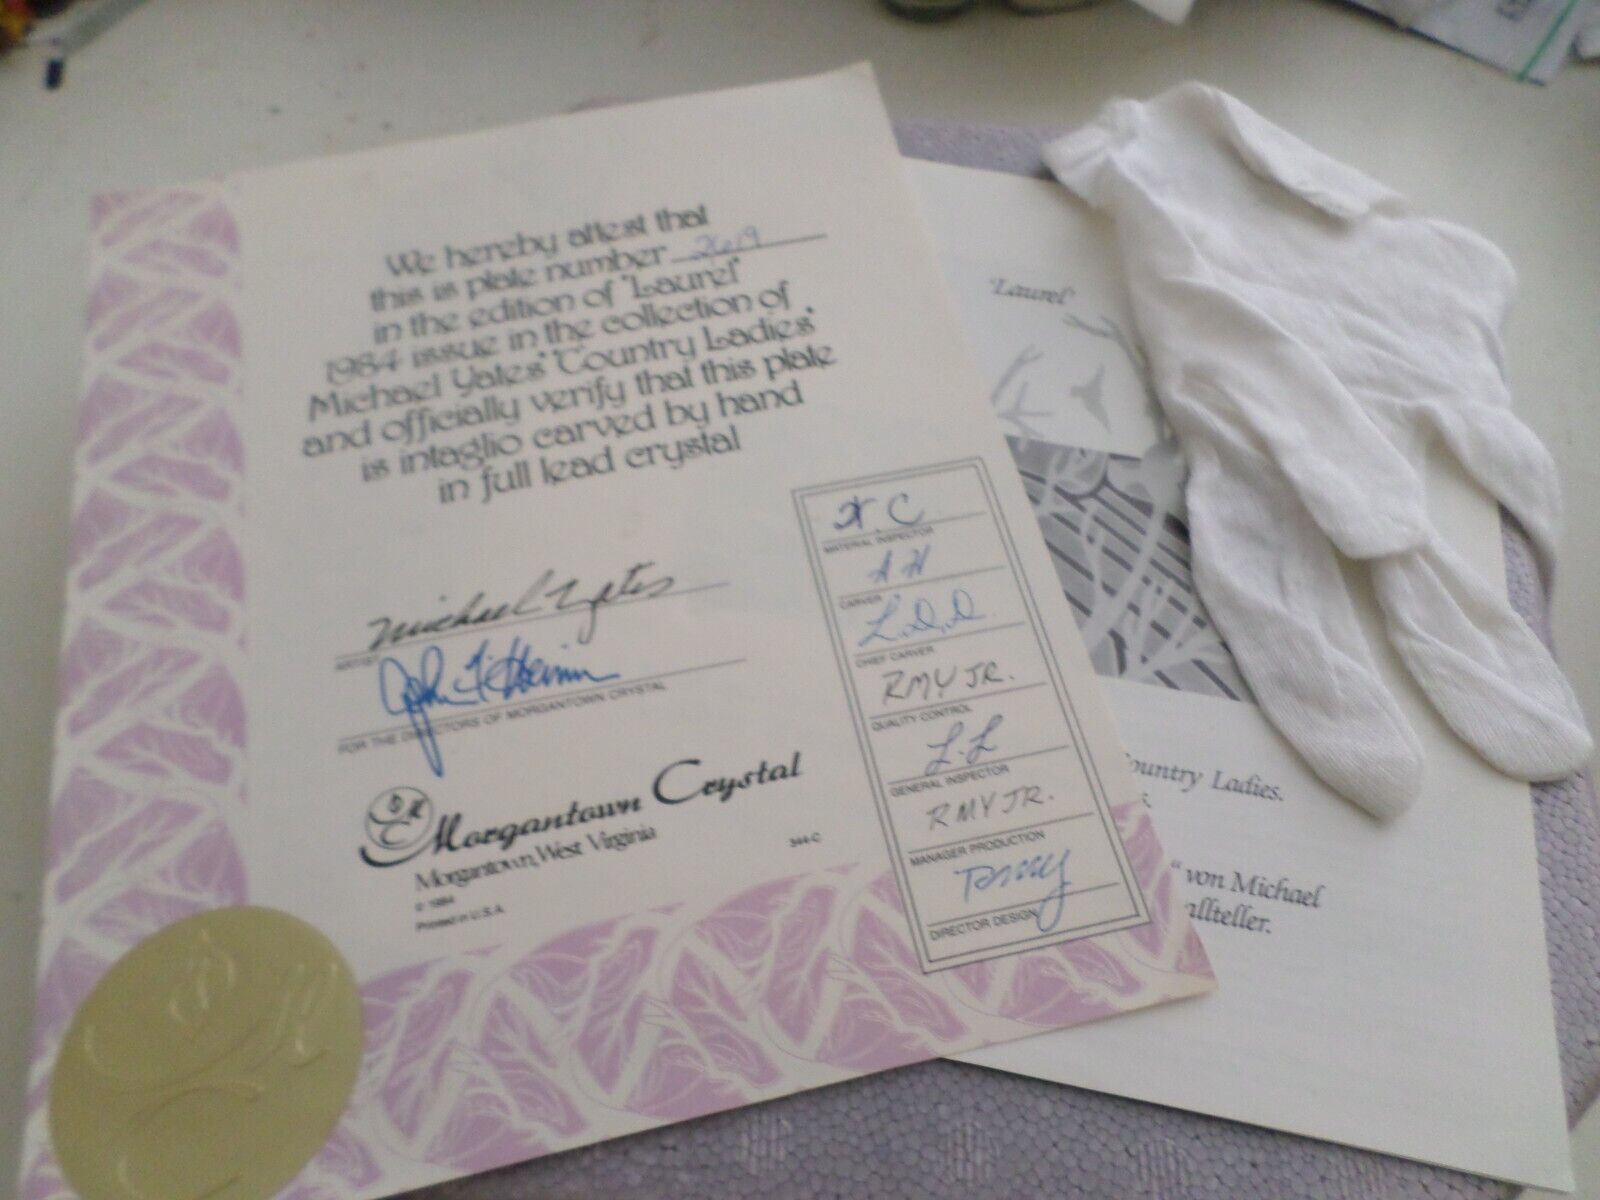 We hereby attest that
this is plate number 2619
in the edition of "Laurel"
1984 issue in the collection of
Michael Yates' "Country Ladies"
and officially verify that this plate
is intaglio carved by hand
in full lead crystal
Michael Yates
ARTIST
John F.
FOR THE DIRECTORS OF MORGANTOWN CRYSTAL
Morgantown Crystal
Morgantown, West Virginia
© 1984
Printed in U.S.A.
344-C
MATERIAL INSPECTOR
A H
CARVER
L.D.D.
CHIEF CARVER
RMY JR.
QUALITY CONTROL
L.L
GENERAL INSPECTOR
RMY JR.
MANAGER PRODUCTION
DIRECTOR DESIGN
'Laurel'
Country Ladies.
" von Michael
allteller.